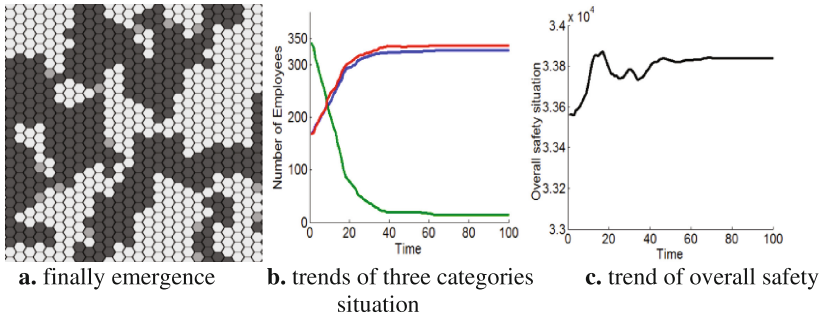 350
300
200
100
0
0
20
40
60
80
100
Number of Employees
Time
3.4 x 10⁴
3.38
3.36
3.34
3.32
3.3
0
20
40
60
80
100
Overall safety situation
Time
a. finally emergence
b. trends of three categories
situation
c. trend of overall safety